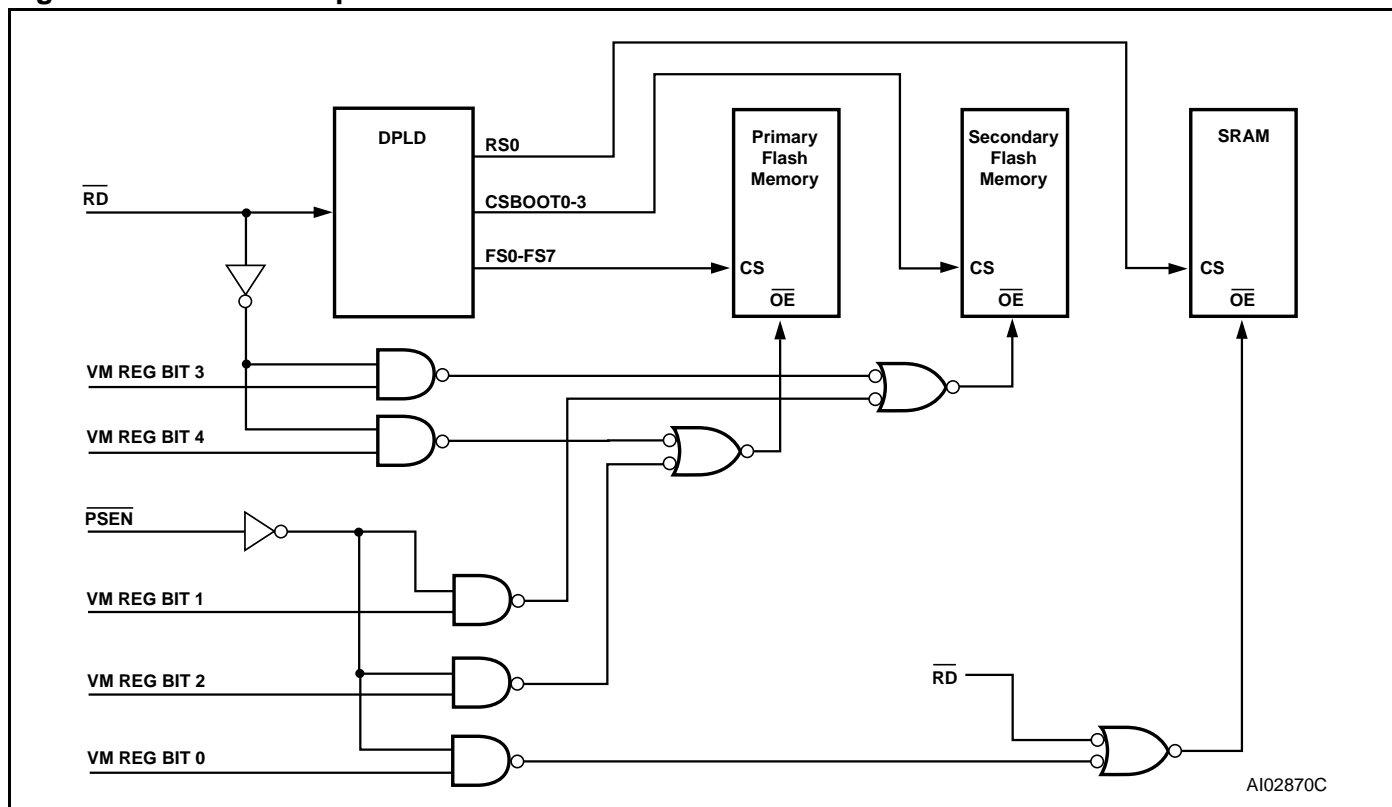 DPLD
RS0
CSBOOT0-3
FS0-FS7
Primary
Flash
Memory
CS
OE
Secondary
Flash
Memory
CS
OE
SRAM
CS
OE
RD
VM REG BIT 3
VM REG BIT 4
PSEN
VM REG BIT 1
VM REG BIT 2
VM REG BIT 0
RD
AI02870C